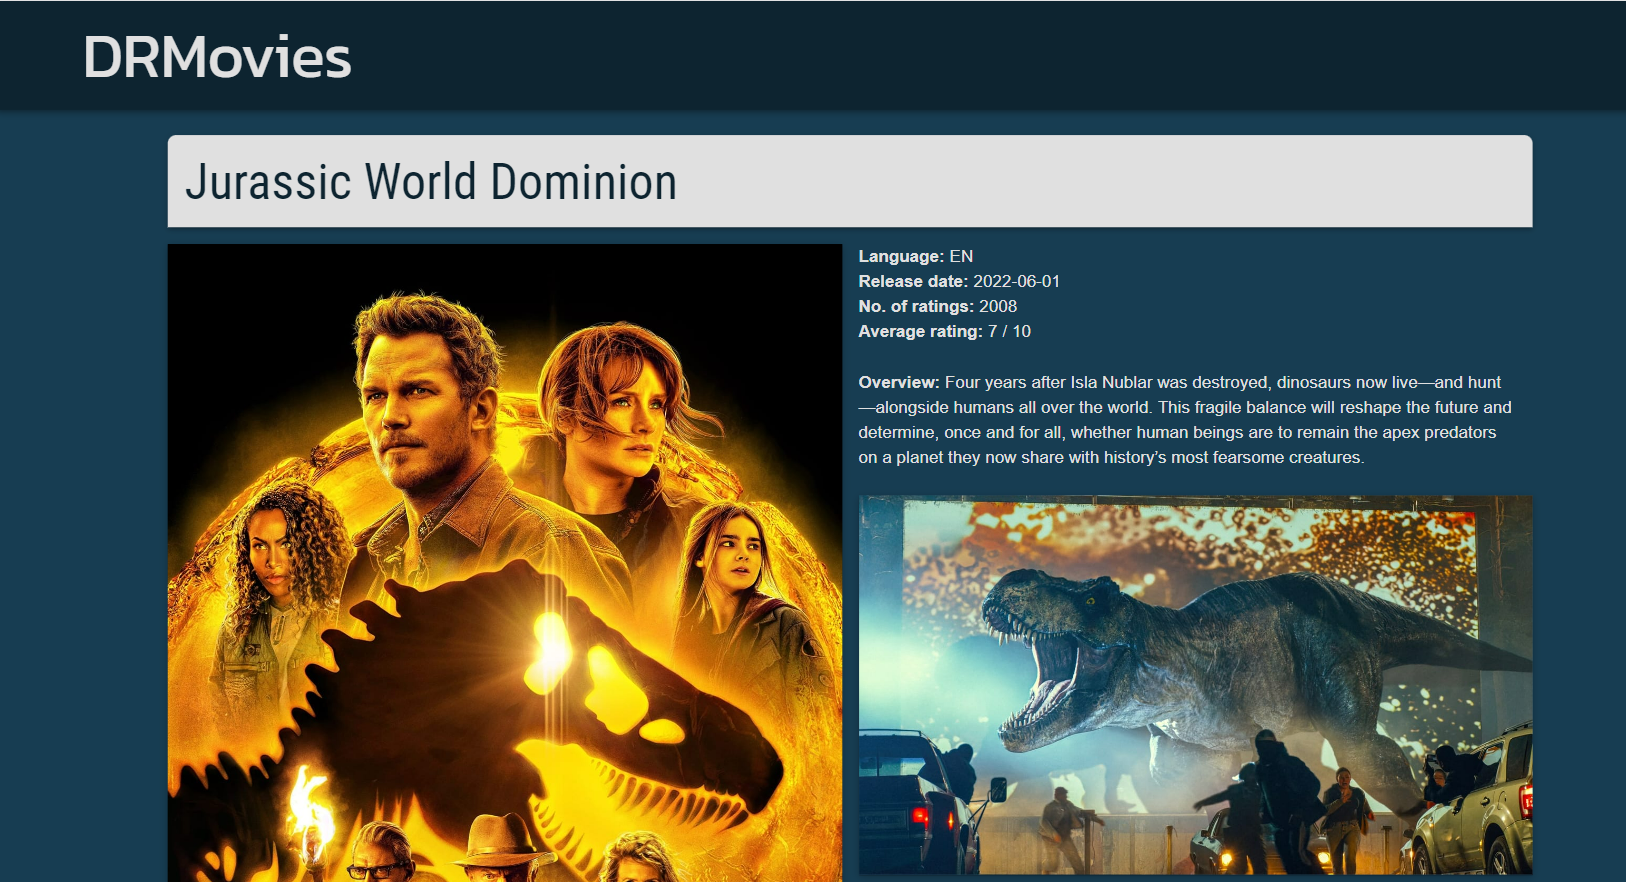 DRMovies
Jurassic World Dominion
Language: EN
Release date: 2022-06-01
No. of ratings: 2008
Average rating: 7 / 10
Overview: Four years after Isla Nublar was destroyed, dinosaurs now live—and hunt
—alongside humans all over the world. This fragile balance will reshape the future and
determine, once and for all, whether human beings are to remain the apex predators
on a planet they now share with history’s most fearsome creatures.